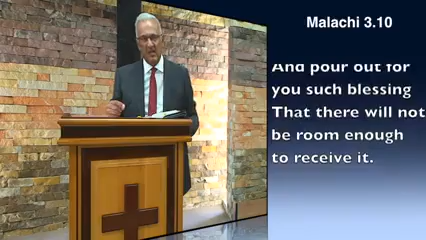 Malachi 3.10
And pour out for
you such blessing
That there will not
be room enough
to receive it.